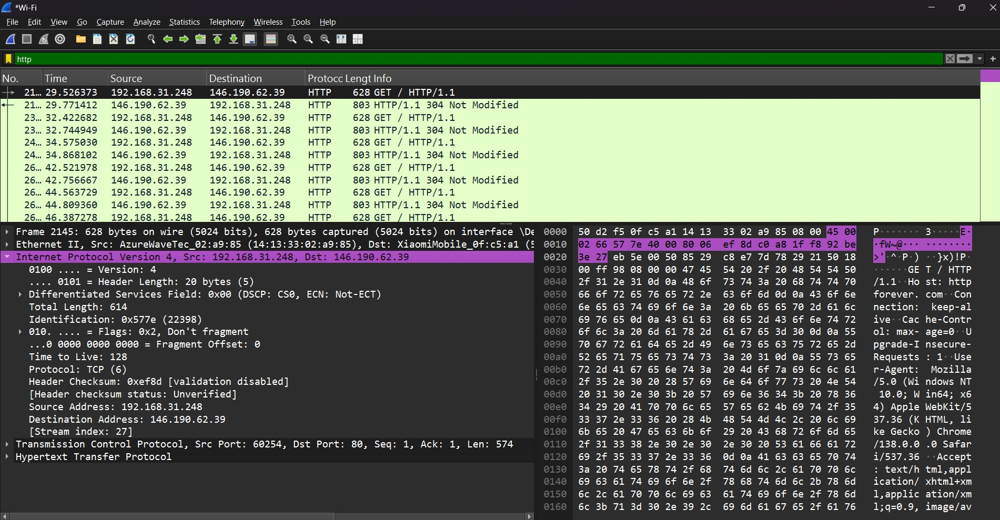 *Wi-Fi
File Edit View Go Capture Analyze Statistics Telephony Wireless Tools Help
http
No. Time Source Destination Protocc Lengt Info
21… 29.526373 192.168.31.248 146.190.62.39 HTTP 628 GET / HTTP/1.1
21… 29.771412 146.190.62.39 192.168.31.248 HTTP 803 HTTP/1.1 304 Not Modified
23… 32.422682 192.168.31.248 146.190.62.39 HTTP 628 GET / HTTP/1.1
23… 32.744949 146.190.62.39 192.168.31.248 HTTP 803 HTTP/1.1 304 Not Modified
24… 34.575030 192.168.31.248 146.190.62.39 HTTP 628 GET / HTTP/1.1
24… 34.868102 146.190.62.39 192.168.31.248 HTTP 803 HTTP/1.1 304 Not Modified
26… 42.521978 192.168.31.248 146.190.62.39 HTTP 628 GET / HTTP/1.1
26… 42.756667 146.190.62.39 192.168.31.248 HTTP 803 HTTP/1.1 304 Not Modified
26… 44.563729 192.168.31.248 146.190.62.39 HTTP 628 GET / HTTP/1.1
26… 44.809360 146.190.62.39 192.168.31.248 HTTP 803 HTTP/1.1 304 Not Modified
26… 46.387278 192.168.31.248 146.190.62.39 HTTP 628 GET / HTTP/1.1
Frame 2145: 628 bytes on wire (5024 bits), 628 bytes captured (5024 bits) on interface \De
Ethernet II, Src: AzureWaveTec_02:a9:85 (14:13:33:02:a9:85), Dst: XiaomiMobile_0f:c5:a1 (5
Internet Protocol Version 4, Src: 192.168.31.248, Dst: 146.190.62.39
0100 .... = Version: 4
.... 0101 = Header Length: 20 bytes (5)
Differentiated Services Field: 0x00 (DSCP: CS0, ECN: Not-ECT)
Total Length: 614
Identification: 0x577e (22398)
010. .... = Flags: 0x2, Don't fragment
...0 0000 0000 0000 = Fragment Offset: 0
Time to Live: 128
Protocol: TCP (6)
Header Checksum: 0xef8d [validation disabled]
[Header checksum status: Unverified]
Source Address: 192.168.31.248
Destination Address: 146.190.62.39
[Stream index: 27]
Transmission Control Protocol, Src Port: 60254, Dst Port: 80, Seq: 1, Ack: 1, Len: 574
Hypertext Transfer Protocol
0000 50 d2 f5 0f c5 a1 14 13 33 02 a9 85 08 00 45 00 P······· 3·····E·
0010 02 66 57 7e 40 00 80 06 ef 8d c0 a8 1f f8 92 be ·fW~@··· ········
0020 3e 27 eb 5e 00 50 85 29 c8 e7 7d 78 29 21 50 18 >'·^·P·) ··}x)!P·
0030 00 ff 98 08 00 00 47 45 54 20 2f 20 48 54 54 50 ······GE T / HTTP
0040 2f 31 2e 31 0d 0a 48 6f 73 74 3a 20 68 74 74 70 /1.1··Ho st: http
0050 66 6f 72 65 76 65 72 2e 63 6f 6d 0d 0a 43 6f 6e forever. com··Con
0060 6e 65 63 74 69 6f 6e 3a 20 6b 65 65 70 2d 61 6c nection: keep-al
0070 69 76 65 0d 0a 43 61 63 68 65 2d 43 6f 6e 74 72 ive··Cac he-Contr
0080 6f 6c 3a 20 6d 61 78 2d 61 67 65 3d 30 0d 0a 55 ol: max- age=0··U
0090 70 67 72 61 64 65 2d 49 6e 73 65 63 75 72 65 2d pgrade-I nsecure-
00a0 52 65 71 75 65 73 74 73 3a 20 31 0d 0a 55 73 65 Requests : 1··Use
00b0 72 2d 41 67 65 6e 74 3a 20 4d 6f 7a 69 6c 6c 61 r-Agent: Mozilla
00c0 2f 35 2e 30 20 28 57 69 6e 64 6f 77 73 20 4e 54 /5.0 (Wi ndows NT
00d0 20 31 30 2e 30 3b 20 57 69 6e 36 34 3b 20 78 36 10.0; W in64; x6
00e0 34 29 20 41 70 70 6c 65 57 65 62 4b 69 74 2f 35 4) Apple WebKit/5
00f0 33 37 2e 33 36 20 28 4b 48 54 4d 4c 2c 20 6c 69 37.36 (K HTML, li
0100 6b 65 20 47 65 63 6b 6f 29 20 43 68 72 6f 6d 65 ke Gecko ) Chrome
0110 2f 31 33 38 2e 30 2e 30 2e 30 20 53 61 66 61 72 /138.0.0 .0 Safar
0120 69 2f 35 33 37 2e 33 36 0d 0a 41 63 63 65 70 74 i/537.36 ··Accept
0130 3a 20 74 65 78 74 2f 68 74 6d 6c 2c 61 70 70 6c : text/h tml,appl
0140 69 63 61 74 69 6f 6e 2f 78 68 74 6d 6c 2b 78 6d ication/ xhtml+xm
0150 6c 2c 61 70 70 6c 69 63 61 74 69 6f 6e 2f 78 6d l,applic ation/xm
0160 6c 3b 71 3d 30 2e 39 2c 69 6d 61 67 65 2f 61 76 l;q=0.9, image/av